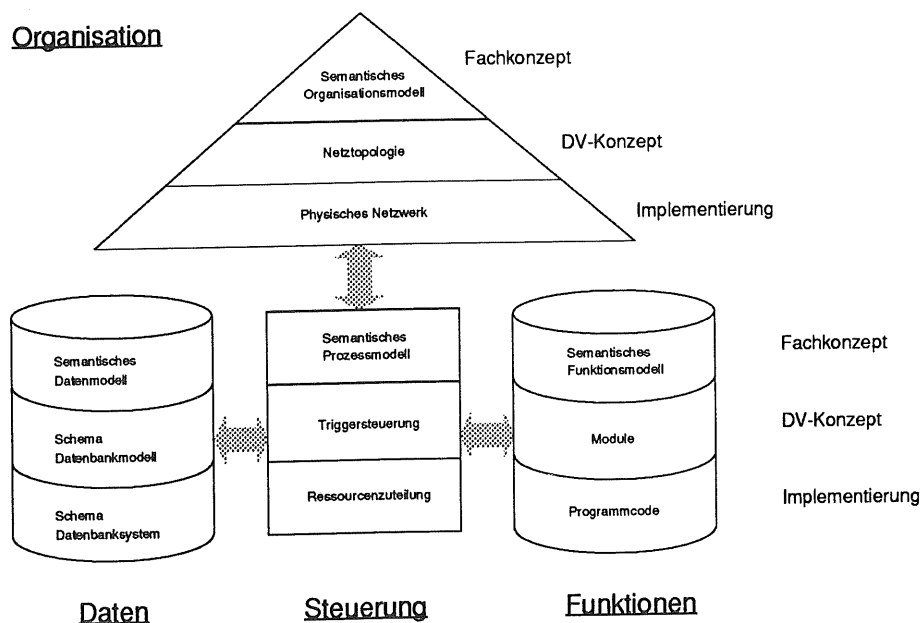 Organisation
Fachkonzept
Semantisches
Organisationsmodell
DV-Konzept
Netztopologie
Implementierung
Physisches Netzwerk
Semantisches
Datenmodell
Schema
Datenbankmodell
Schema
Datenbanksystem
Semantisches
Prozessmodell
Triggersteuerung
Ressourcenzuteilung
Semantisches
Funktionsmodell
Module
Programmcode
Fachkonzept
DV-Konzept
Implementierung
Daten
Steuerung
Funktionen